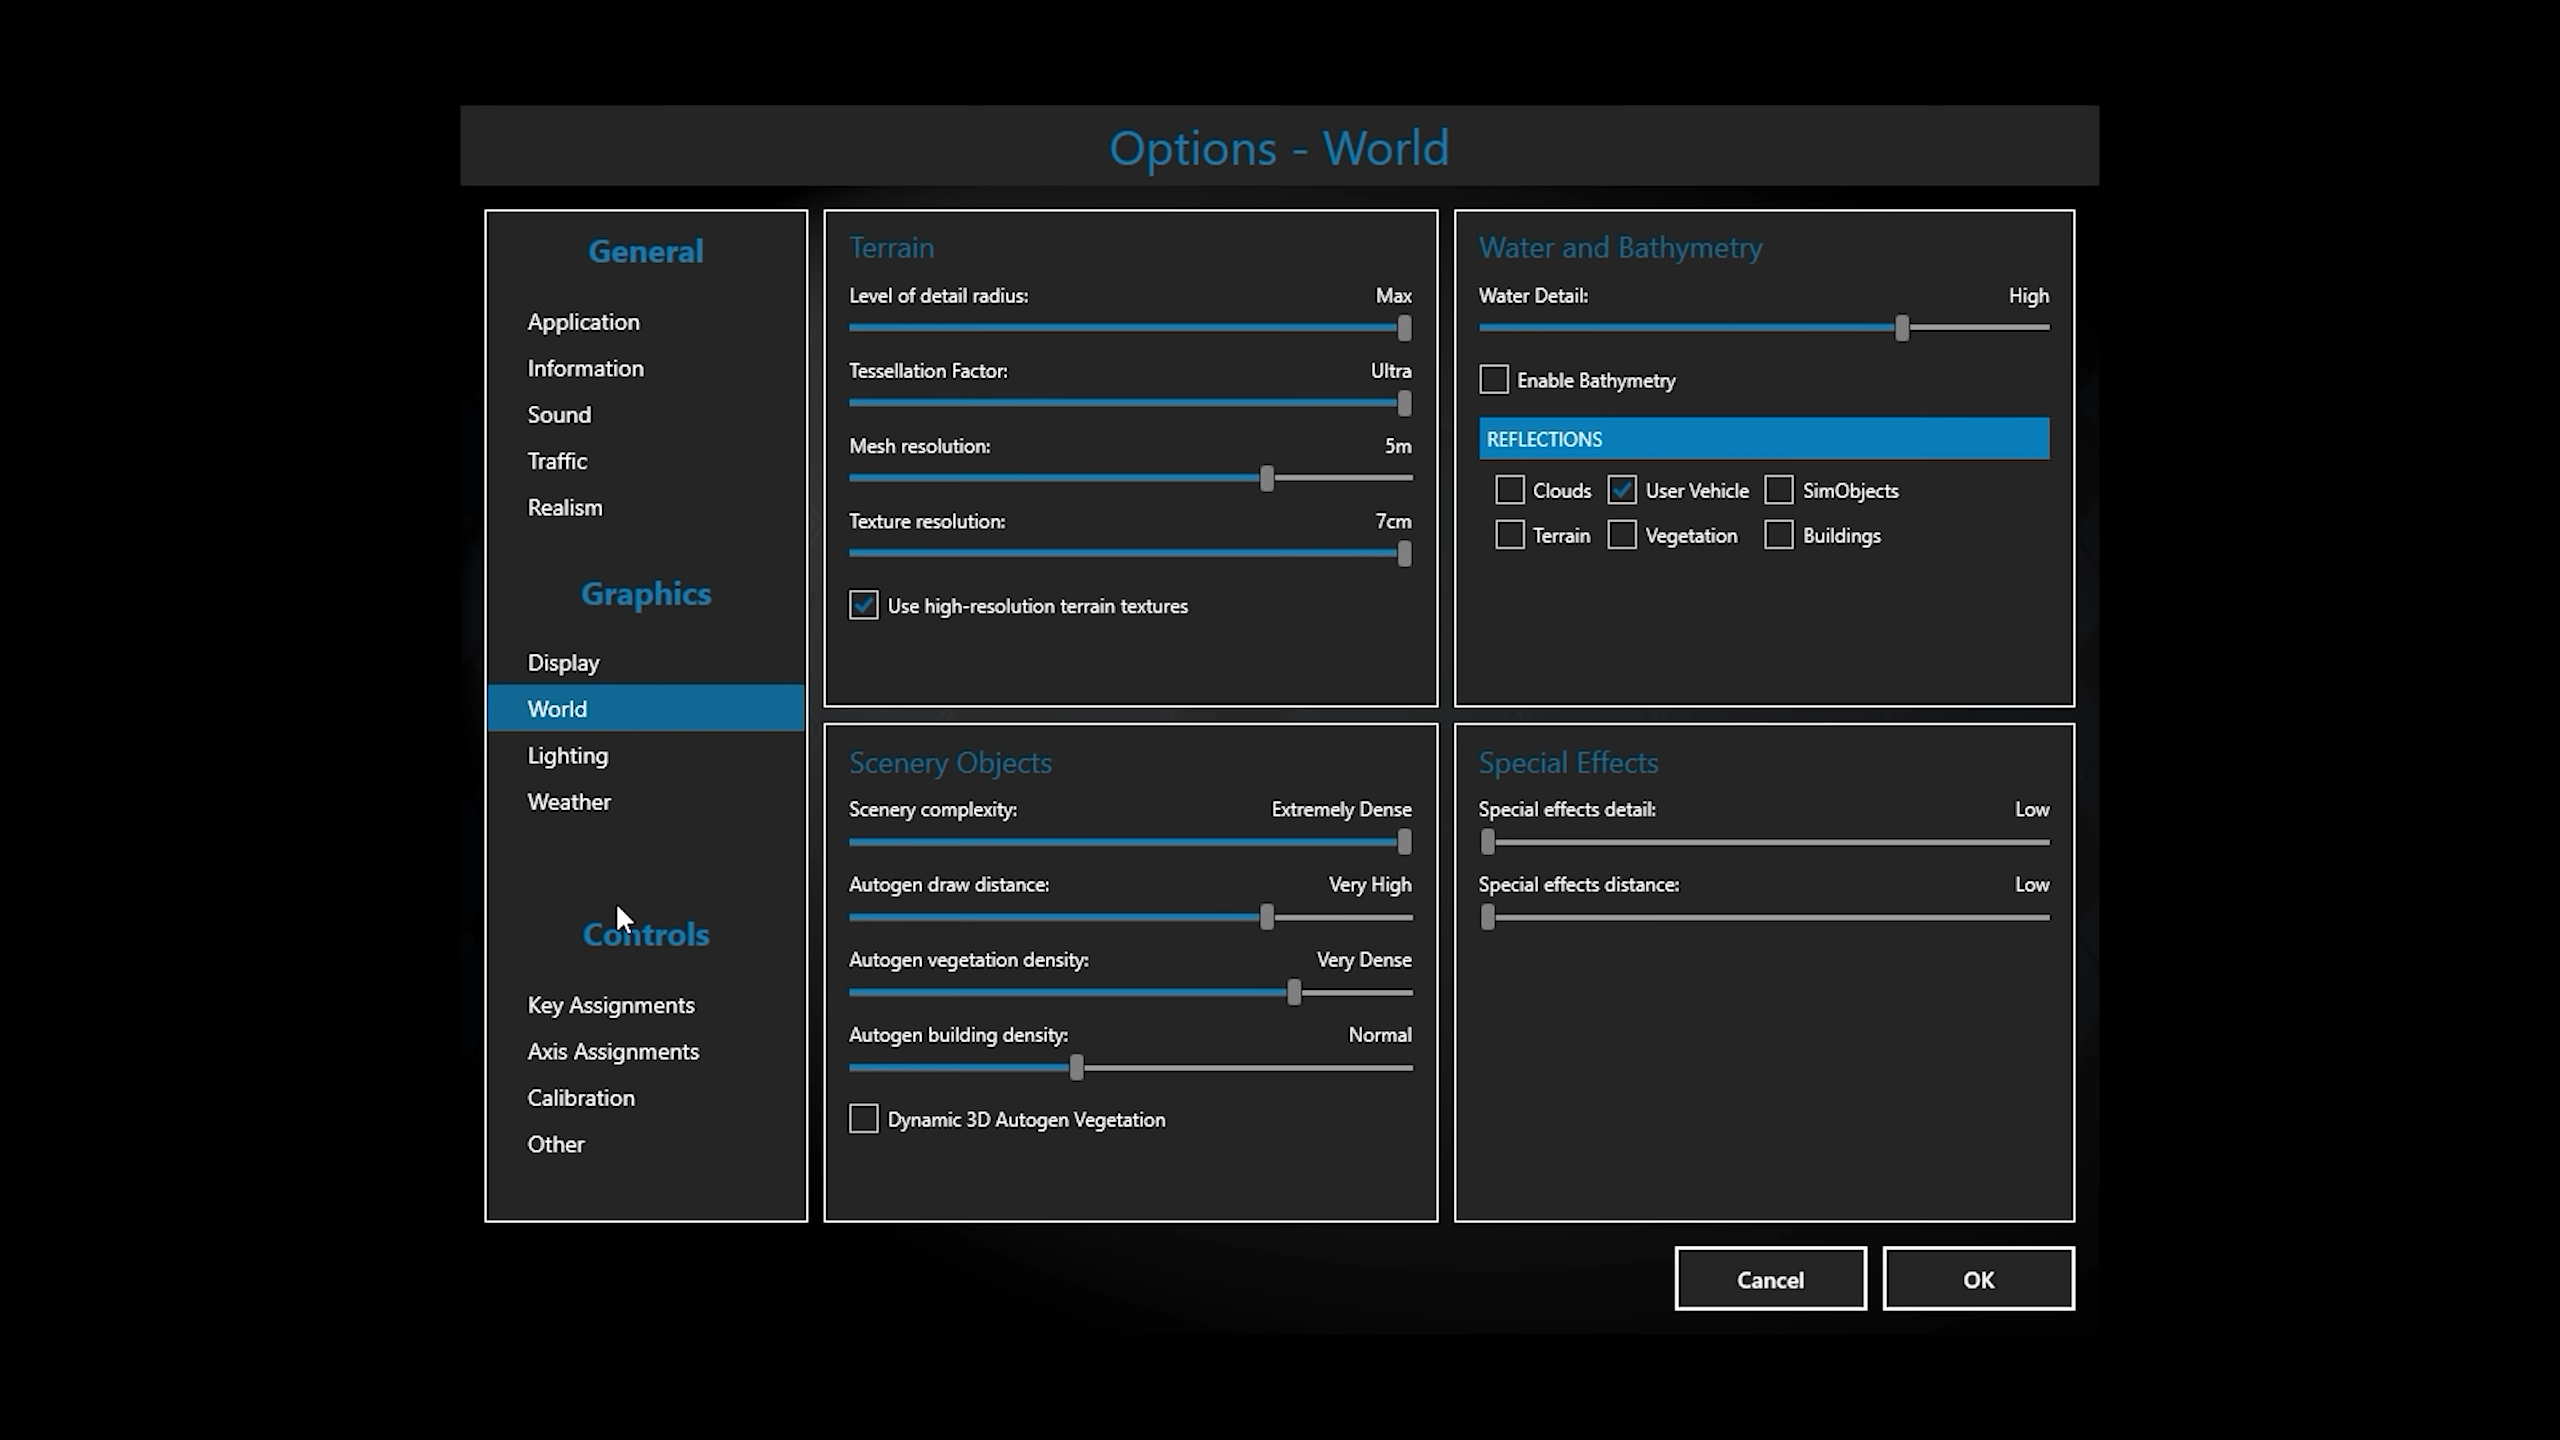 Options - World
General
Application
Information
Sound
Traffic
Realism
Graphics
Display
World
Lighting
Weather
Controls
Key Assignments
Axis Assignments
Calibration
Other
Terrain
Level of detail radius: Max
Tessellation Factor: Ultra
Mesh resolution: 5m
Texture resolution: 7cm
Use high-resolution terrain textures
Water and Bathymetry
Water Detail: High
Enable Bathymetry
REFLECTIONS
Clouds User Vehicle SimObjects
Terrain Vegetation Buildings
Scenery Objects
Scenery complexity: Extremely Dense
Autogen draw distance: Very High
Autogen vegetation density: Very Dense
Autogen building density: Normal
Dynamic 3D Autogen Vegetation
Special Effects
Special effects detail: Low
Special effects distance: Low
Cancel OK